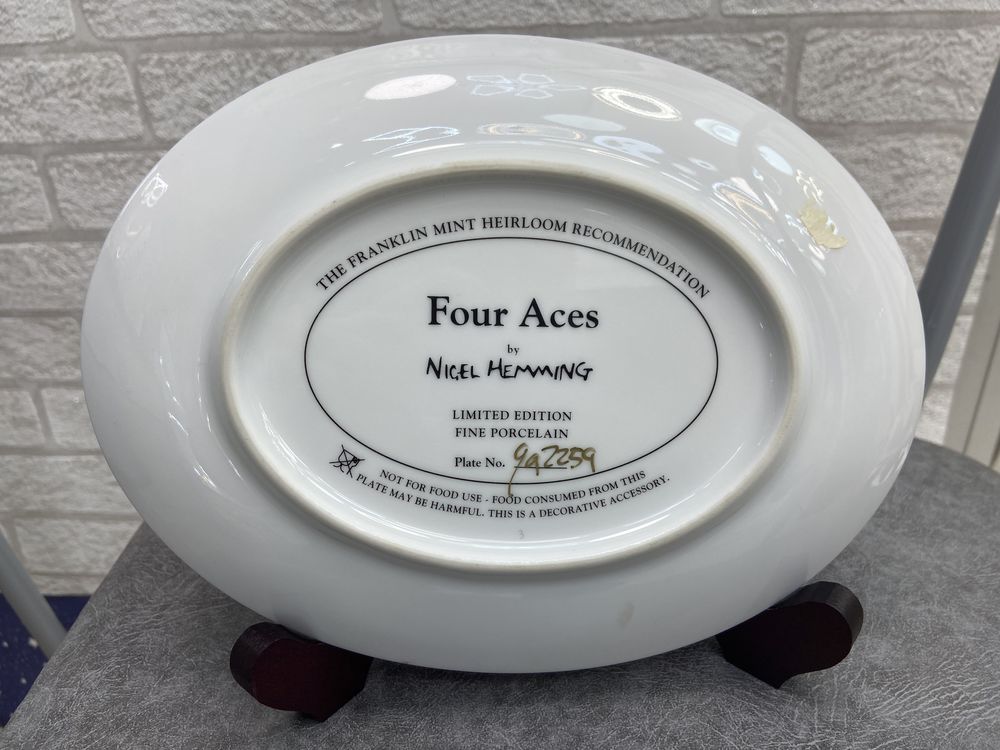 THE FRANKLIN MINT HEIRLOOM RECOMMENDATION
Four Aces
by
NIGEL HEMMING
LIMITED EDITION
FINE PORCELAIN
Plate No. 9a2259
NOT FOR FOOD USE - FOOD CONSUMED FROM THIS
PLATE MAY BE HARMFUL. THIS IS A DECORATIVE ACCESSORY.
3